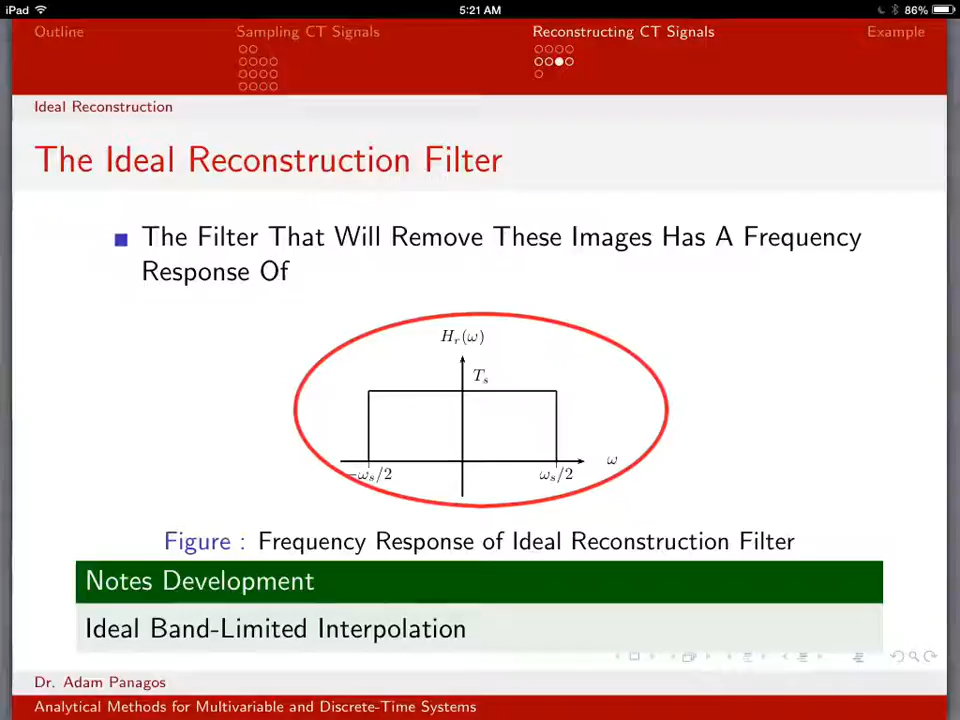 iPad 5:21 AM 86%
Outline Sampling CT Signals Reconstructing CT Signals Example
Ideal Reconstruction
The Ideal Reconstruction Filter
The Filter That Will Remove These Images Has A Frequency
Response Of
H_r(ω)
T_s
ω
−ω_s/2 ω_s/2
Figure : Frequency Response of Ideal Reconstruction Filter
Notes Development
Ideal Band-Limited Interpolation
Dr. Adam Panagos
Analytical Methods for Multivariable and Discrete-Time Systems